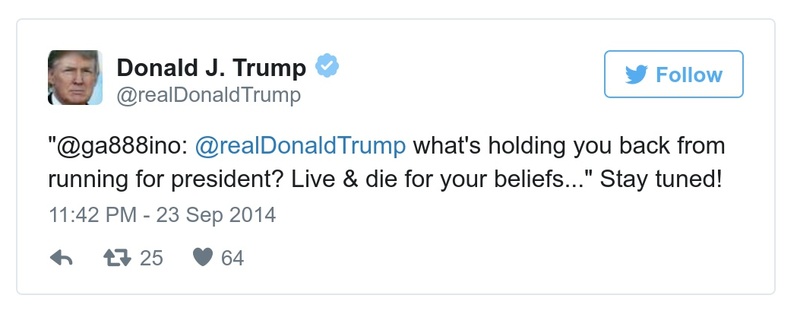 Donald J. Trump
@realDonaldTrump
Follow
"@ga888ino: @realDonaldTrump what's holding you back from
running for president? Live & die for your beliefs..." Stay tuned!
11:42 PM - 23 Sep 2014
25 64